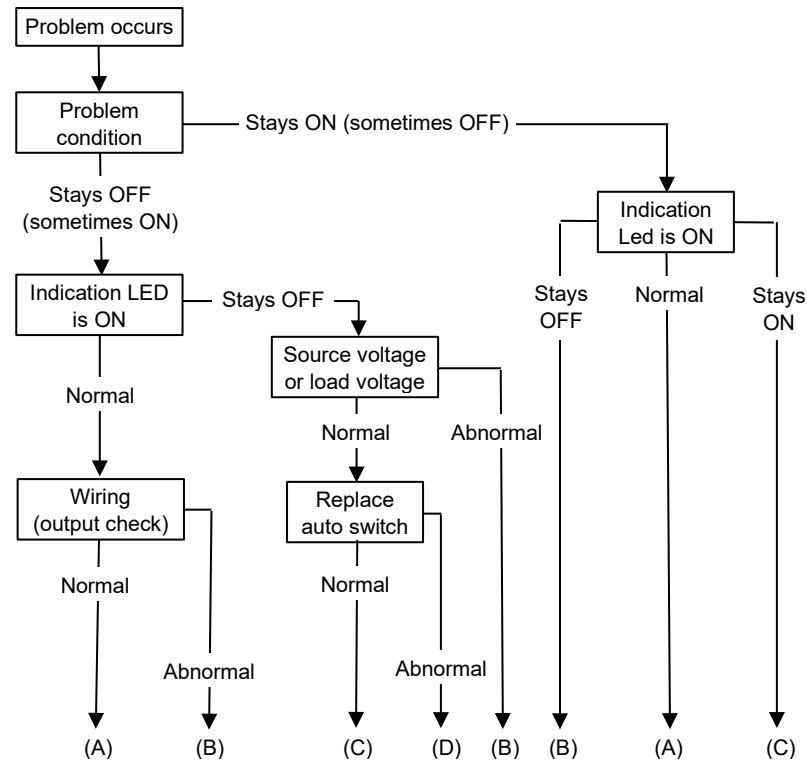 Problem occurs
Problem
condition
Stays ON (sometimes OFF)
Stays OFF
(sometimes ON)
Indication
Led is ON
Indication LED
is ON
Stays OFF
Stays
OFF
Normal
Stays
ON
Source voltage
or load voltage
Normal
Normal
Abnormal
Wiring
(output check)
Replace
auto switch
Normal
Normal
Abnormal
Abnormal
(A)
(B)
(C)
(D)
(B)
(B)
(A)
(C)